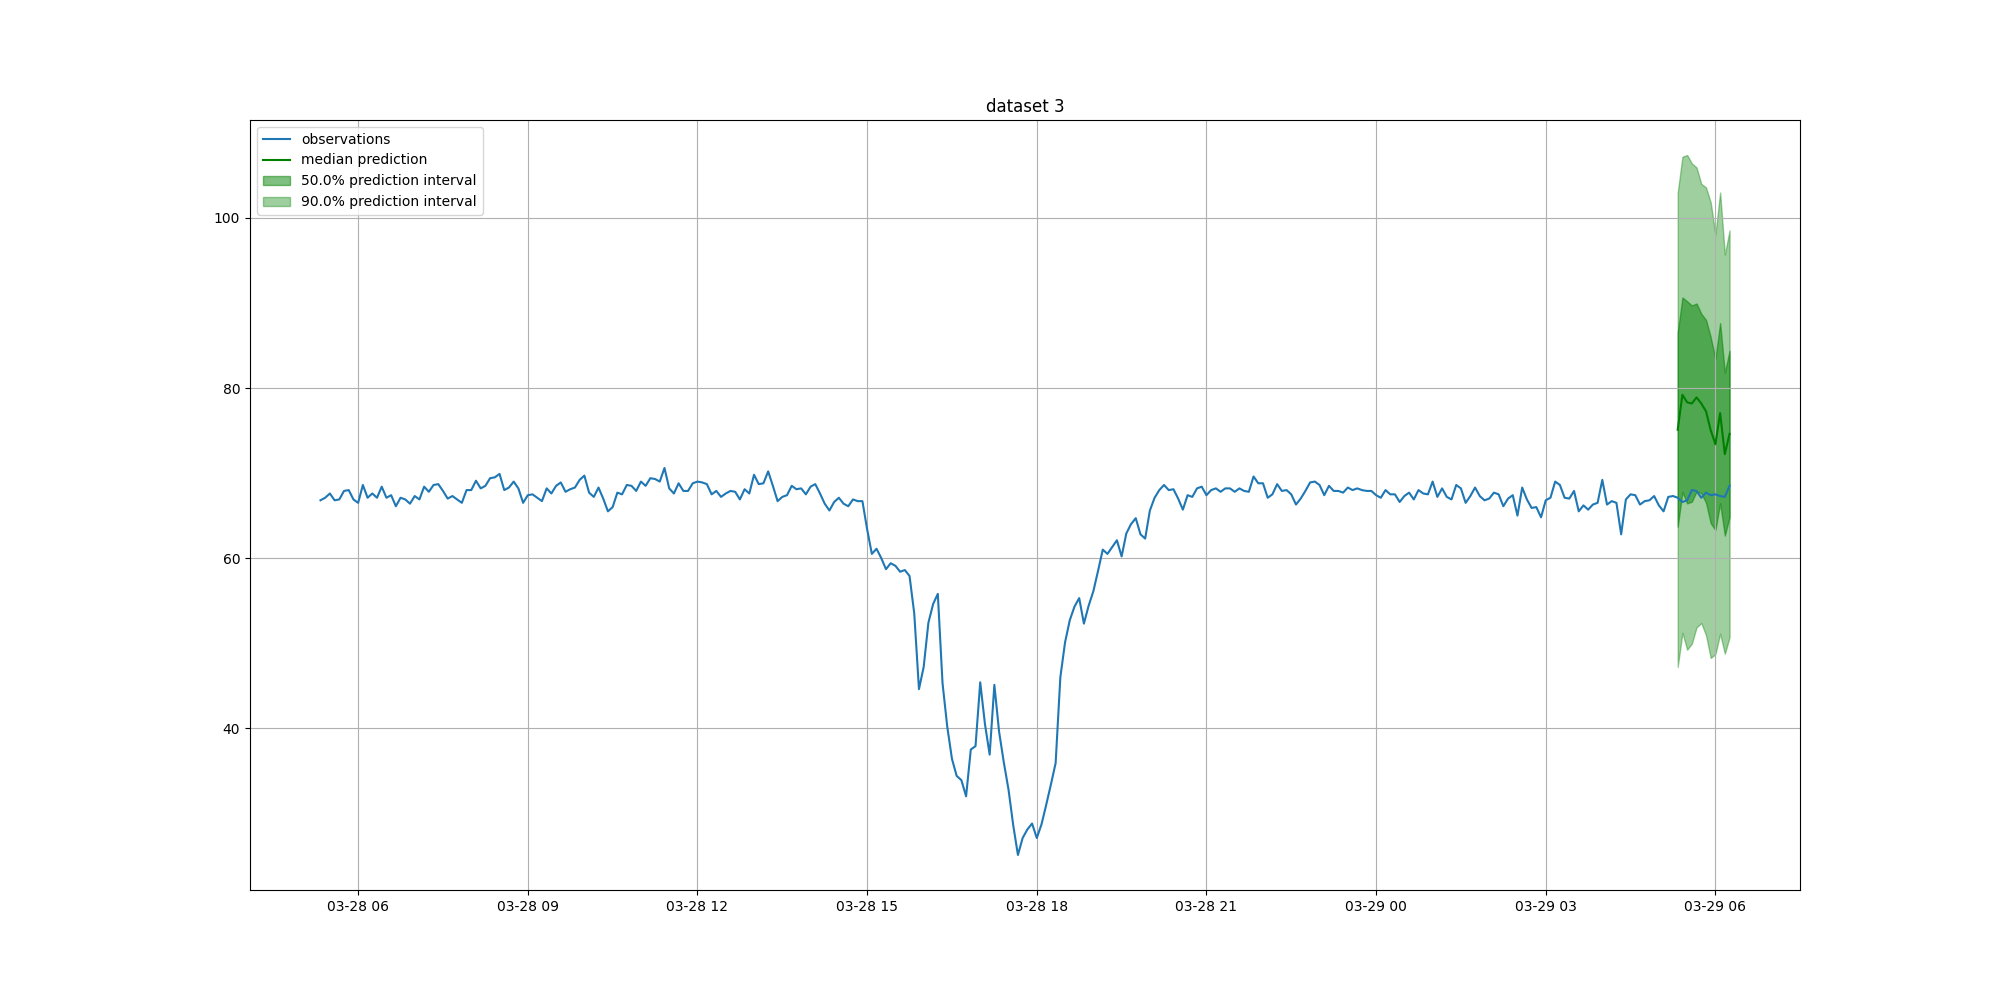 dataset 3
observations
median prediction
50.0% prediction interval
90.0% prediction interval
100
80
60
40
03-28 06
03-28 09
03-28 12
03-28 15
03-28 18
03-28 21
03-29 00
03-29 03
03-29 06